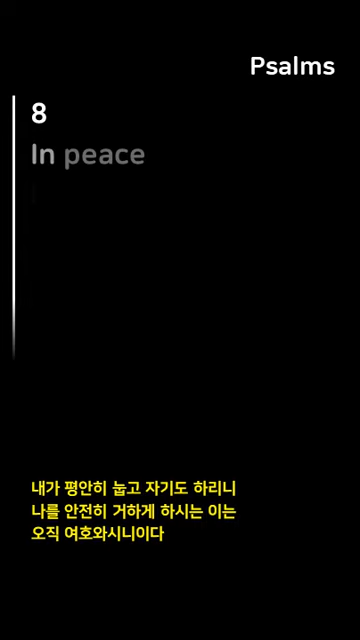 Psalms
8
In peace
내가 평안히 눕고 자기도 하리니
나를 안전히 거하게 하시는 이는
오직 여호와시니이다